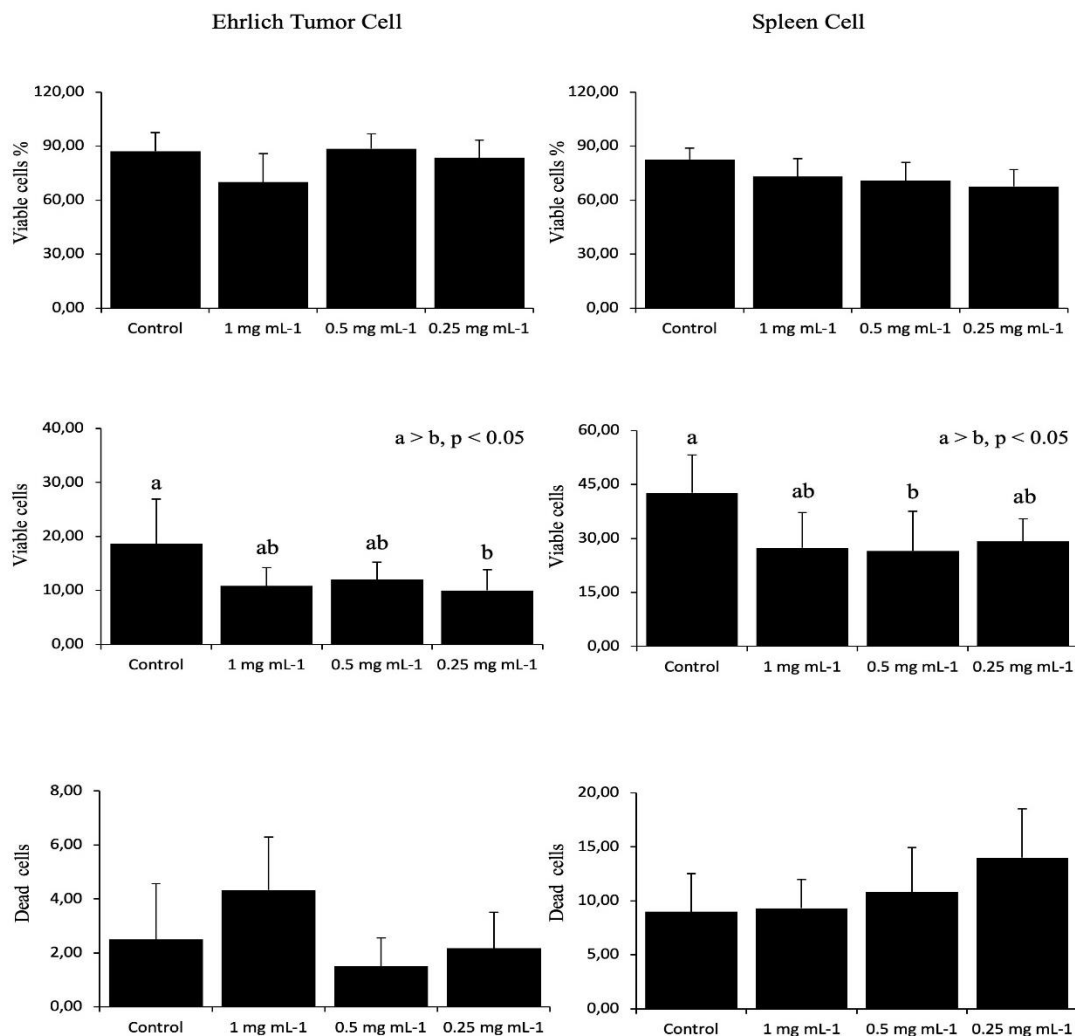 Ehrlich Tumor Cell
Spleen Cell
Viable cells %
120,00
90,00
60,00
30,00
0,00
Control 1 mg mL-1 0.5 mg mL-1 0.25 mg mL-1
Viable cells %
120,00
90,00
60,00
30,00
0,00
Control 1 mg mL-1 0.5 mg mL-1 0.25 mg mL-1
Viable cells
40,00
30,00
20,00
10,00
0,00
a > b, p < 0.05
a ab ab b
Control 1 mg mL-1 0.5 mg mL-1 0.25 mg mL-1
Viable cells
60,00
45,00
30,00
15,00
0,00
a > b, p < 0.05
a ab b ab
Control 1 mg mL-1 0.5 mg mL-1 0.25 mg mL-1
Dead cells
8,00
6,00
4,00
2,00
0,00
Control 1 mg mL-1 0.5 mg mL-1 0.25 mg mL-1
Dead cells
20,00
15,00
10,00
5,00
0,00
Control 1 mg mL-1 0.5 mg mL-1 0.25 mg mL-1